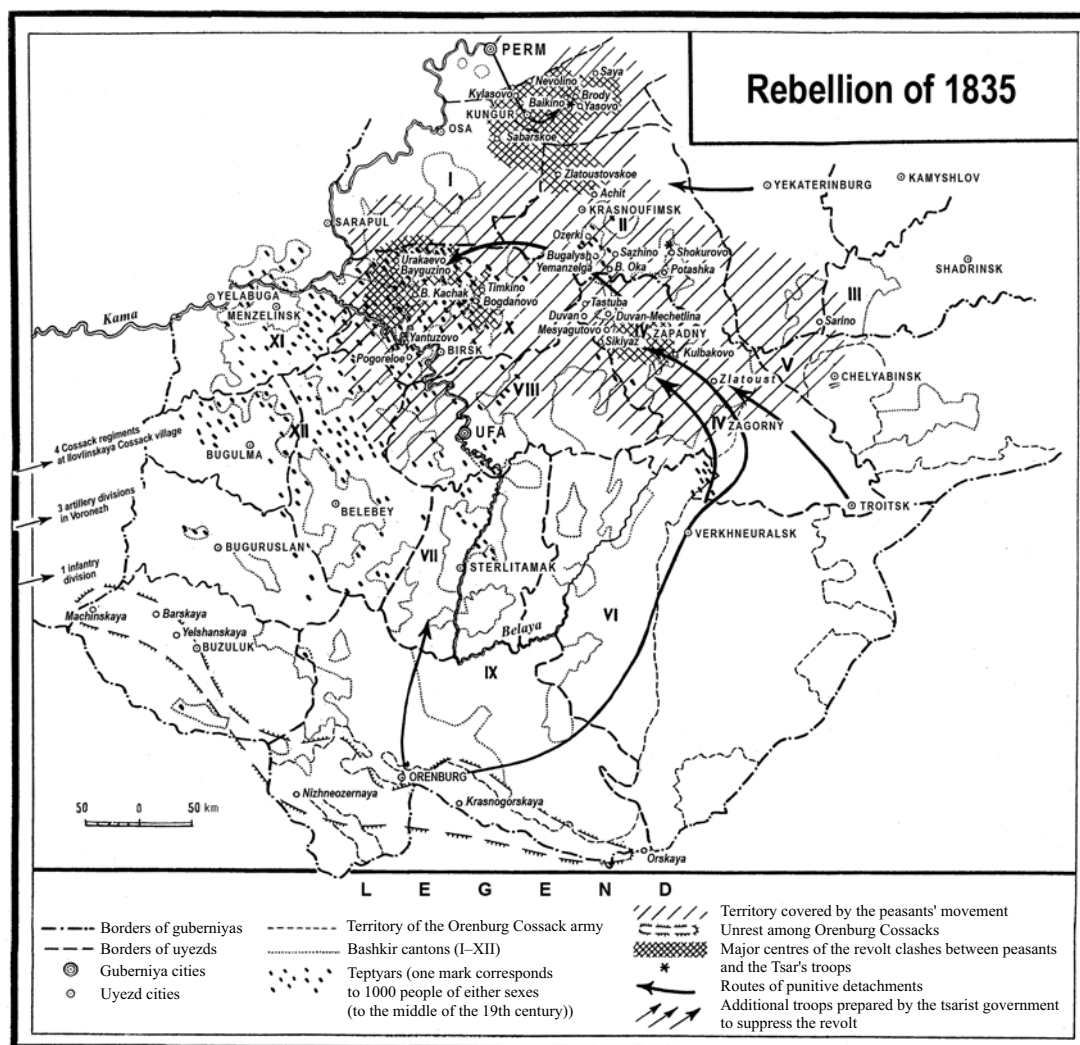 Rebellion of 1835
PERM
Saya
Nevolino
Kylasovo
Brody
Baikino
Yasovo
KUNGUR
OSA
Sabarskoe
Zlatoustovskoe
I
I
Achit
YEKATERINBURG
KAMYSHLOV
KRASNOUFIMSK
II
SARAPUL
Ozerki
Sazhino
Shokurovo
Urakaevo
Bugalysh
Bayguzino
Yemanzelga
B. Oka
Potashka
SHADRINSK
YELABUGA
B. Kachak
Timkino
Bogdanovo
III
MENZELINSK
Tastuba
Kama
Duvan
Duvan-Mechetlina
Sarino
X
Mesyagutovo
IV
ZAPADNY
XI
Yantuzovo
Sikiyaz
Pogoreloe
BIRSK
Kulbakovo
V
Zlatoust
CHELYABINSK
VIII
IV
ZAGORNY
XII
UFA
4 Cossack regiments
at Ilovlinskaya Cossack village
BUGULMA
3 artillery divisions
in Voronezh
BELEBEY
TROITSK
VERKHNEURALSK
BUGURUSLAN
VII
STERLITAMAK
1 infantry
division
Machinskaya
Barskaya
VI
Yelshanskaya
Belaya
BUZULUK
IX
ORENBURG
Nizhneozernaya
Krasnogorskaya
50 0 50 km
Orskaya
LEGEND
Borders of guberniyas
Borders of uyezds
Guberniya cities
Uyezd cities
Territory of the Orenburg Cossack army
Bashkir cantons (I–XII)
Teptyars (one mark corresponds
to 1000 people of either sexes
(to the middle of the 19th century))
Territory covered by the peasants' movement
Unrest among Orenburg Cossacks
Major centres of the revolt clashes between peasants
and the Tsar's troops
Routes of punitive detachments
Additional troops prepared by the tsarist government
to suppress the revolt